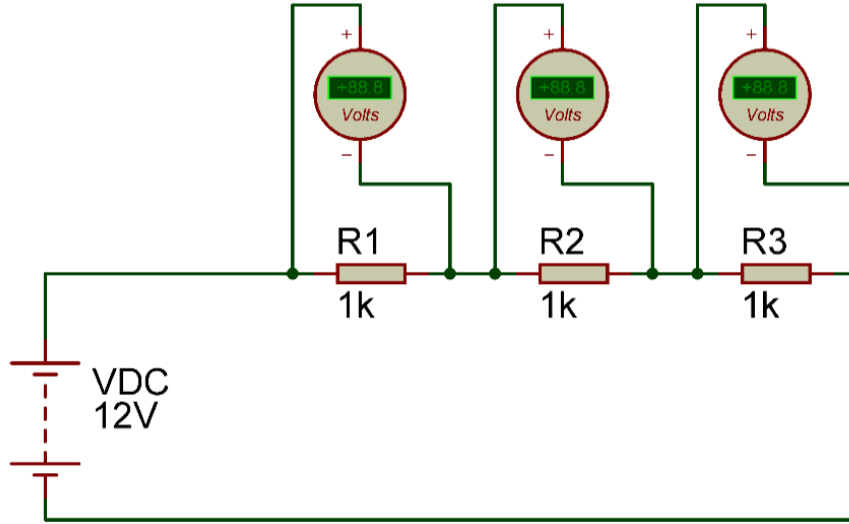 + + +
+88.8 +88.8 +88.8
Volts Volts Volts
− − −
R1 R2 R3
1k 1k 1k
VDC
12V